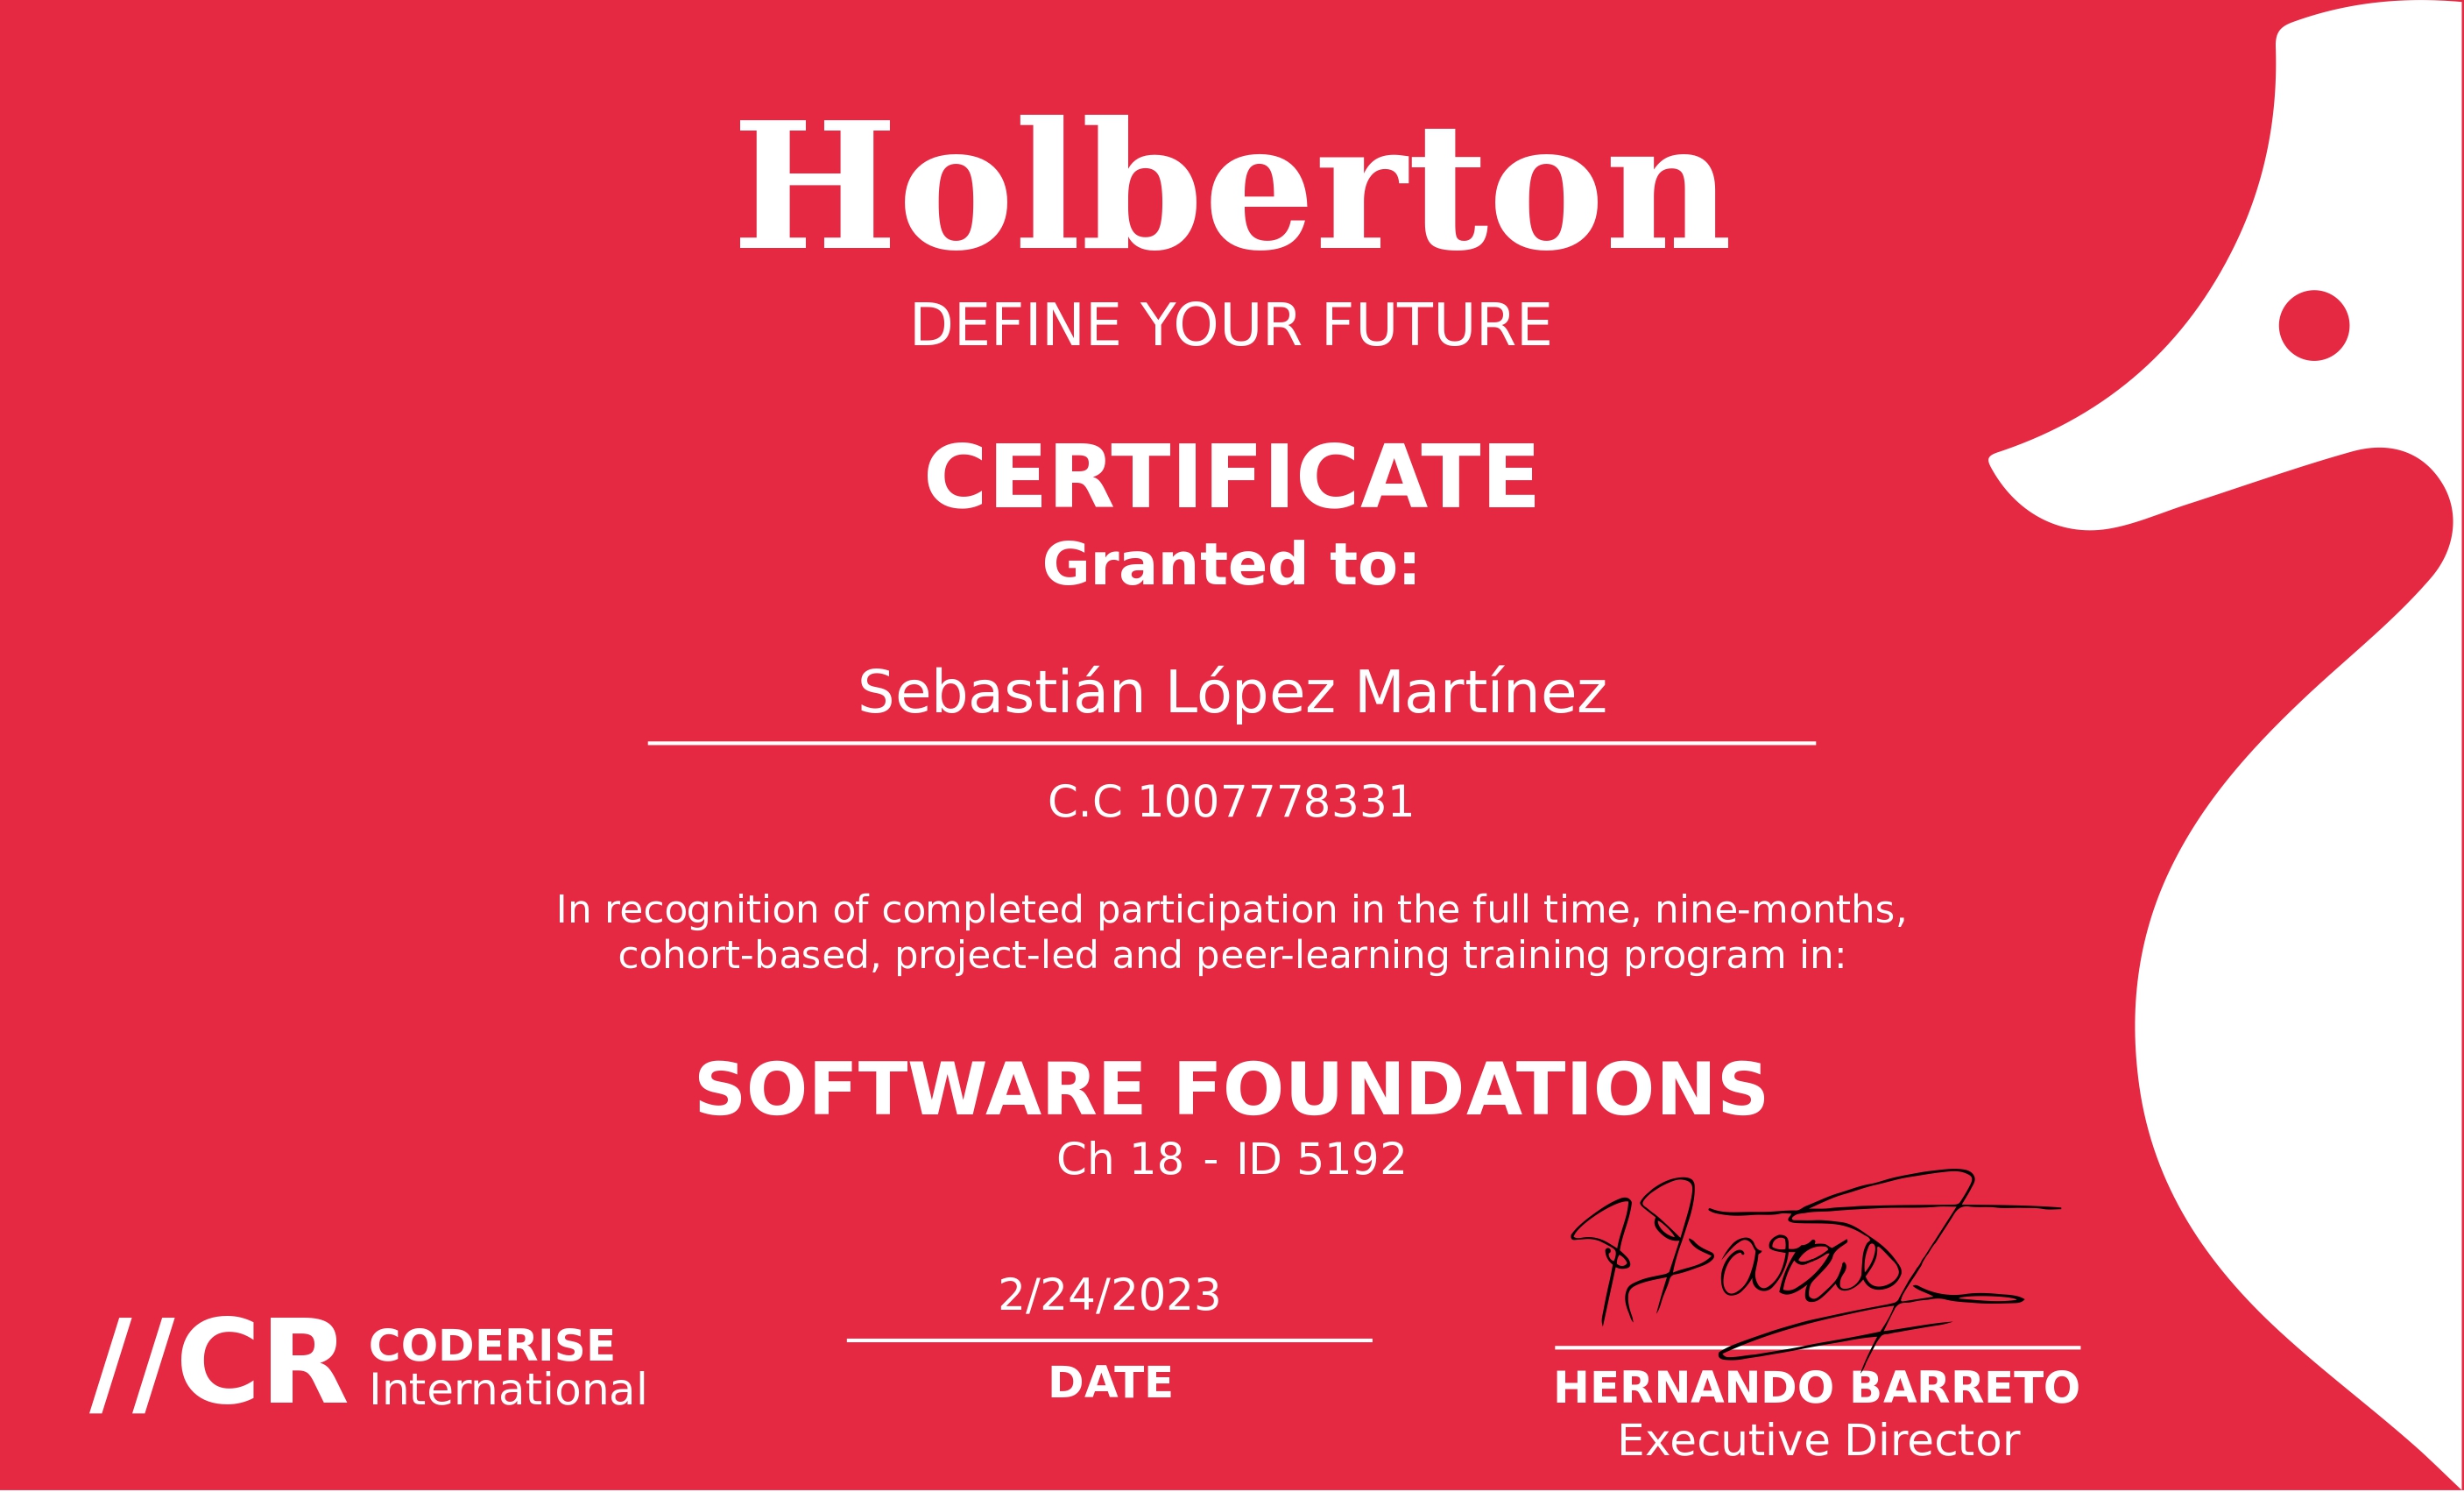 Holberton
DEFINE YOUR FUTURE
CERTIFICATE
Granted to:
Sebastián López Martínez
C.C 1007778331
In recognition of completed participation in the full time, nine-months,
cohort-based, project-led and peer-learning training program in:
SOFTWARE FOUNDATIONS
Ch 18 - ID 5192
//CR CODERISE
International
2/24/2023
DATE
HERNANDO BARRETO
Executive Director